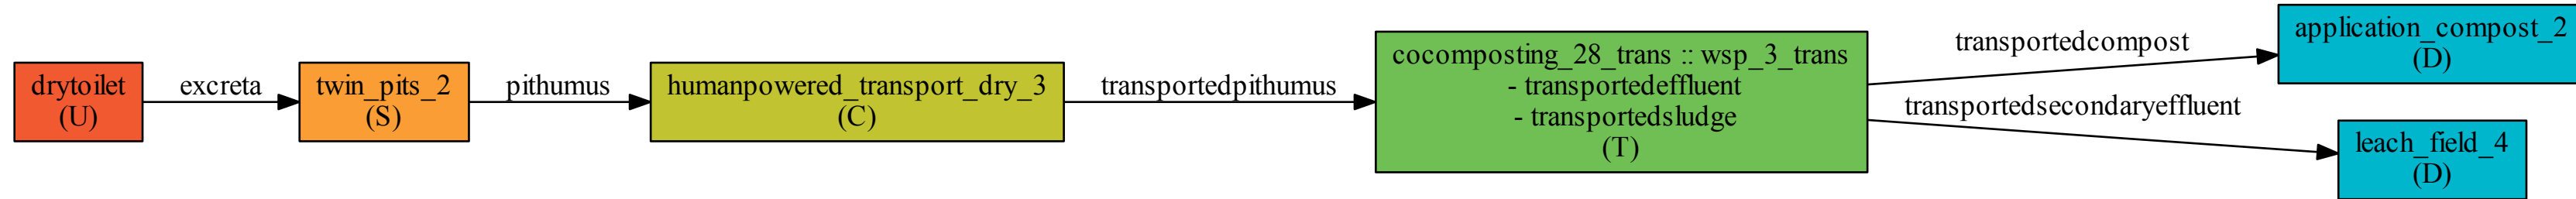 drytoilet
(U)
excreta
twin_pits_2
(S)
pithumus
humanpowered_transport_dry_3
(C)
transportedpithumus
cocomposting_28_trans :: wsp_3_trans
- transportedeffluent
- transportedsludge
(T)
transportedcompost
application_compost_2
(D)
transportedsecondaryeffluent
leach_field_4
(D)